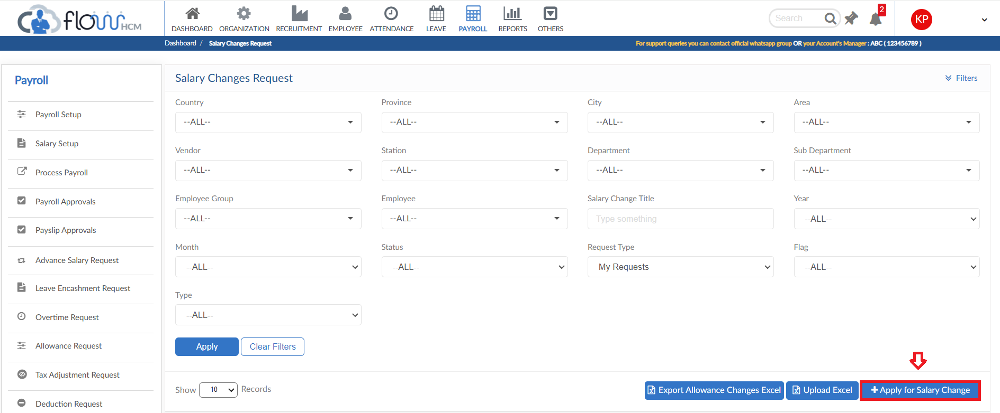 flowHCM
DASHBOARD ORGANIZATION RECRUITMENT EMPLOYEE ATTENDANCE LEAVE PAYROLL REPORTS OTHERS
Search
2
KP
Dashboard / Salary Changes Request
For support queries you can contact official whatsapp group OR your Account's Manager : ABC ( 123456789 )
Payroll
Payroll Setup
Salary Setup
Process Payroll
Payroll Approvals
Payslip Approvals
Advance Salary Request
Leave Encashment Request
Overtime Request
Allowance Request
Tax Adjustment Request
Deduction Request
Salary Changes Request
Filters
Country Province City Area
--ALL-- --ALL-- --ALL-- --ALL--
Vendor Station Department Sub Department
--ALL-- --ALL-- --ALL-- --ALL--
Employee Group Employee Salary Change Title Year
--ALL-- --ALL-- Type something --ALL--
Month Status Request Type Flag
--ALL-- --ALL-- My Requests --ALL--
Type
--ALL--
Apply Clear Filters
Show 10 Records
Export Allowance Changes Excel Upload Excel +Apply for Salary Change